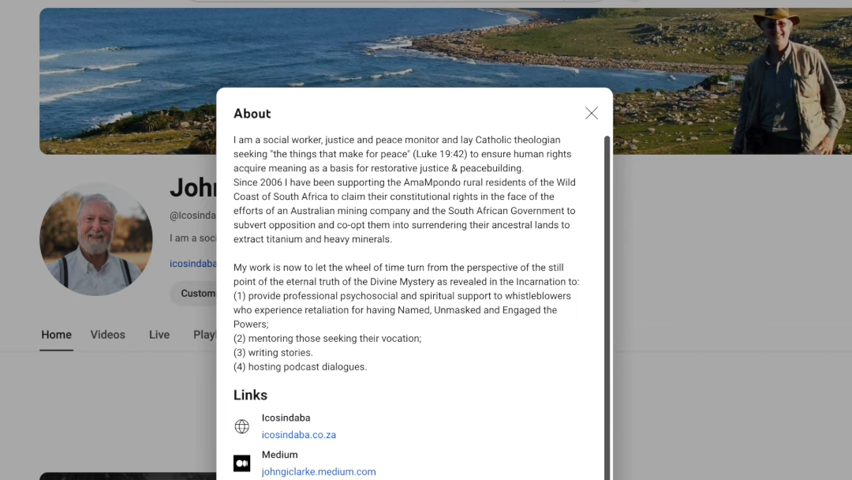 About
I am a social worker, justice and peace monitor and lay Catholic theologian
seeking "the things that make for peace" (Luke 19:42) to ensure human rights
acquire meaning as a basis for restorative justice & peacebuilding.
Since 2006 I have been supporting the AmaMpondo rural residents of the Wild
Coast of South Africa to claim their constitutional rights in the face of the
efforts of an Australian mining company and the South African Government to
subvert opposition and co-opt them into surrendering their ancestral lands to
extract titanium and heavy minerals.
My work is now to let the wheel of time turn from the perspective of the still
point of the eternal truth of the Divine Mystery as revealed in the Incarnation to:
(1) provide professional psychosocial and spiritual support to whistleblowers
who experience retaliation for having Named, Unmasked and Engaged the
Powers;
(2) mentoring those seeking their vocation;
(3) writing stories.
(4) hosting podcast dialogues.
Links
Icosindaba
icosindaba.co.za
Medium
johngiclarke.medium.com
@Icosinda
I am a soci
icosindaba
Custom
Home Videos Live Play